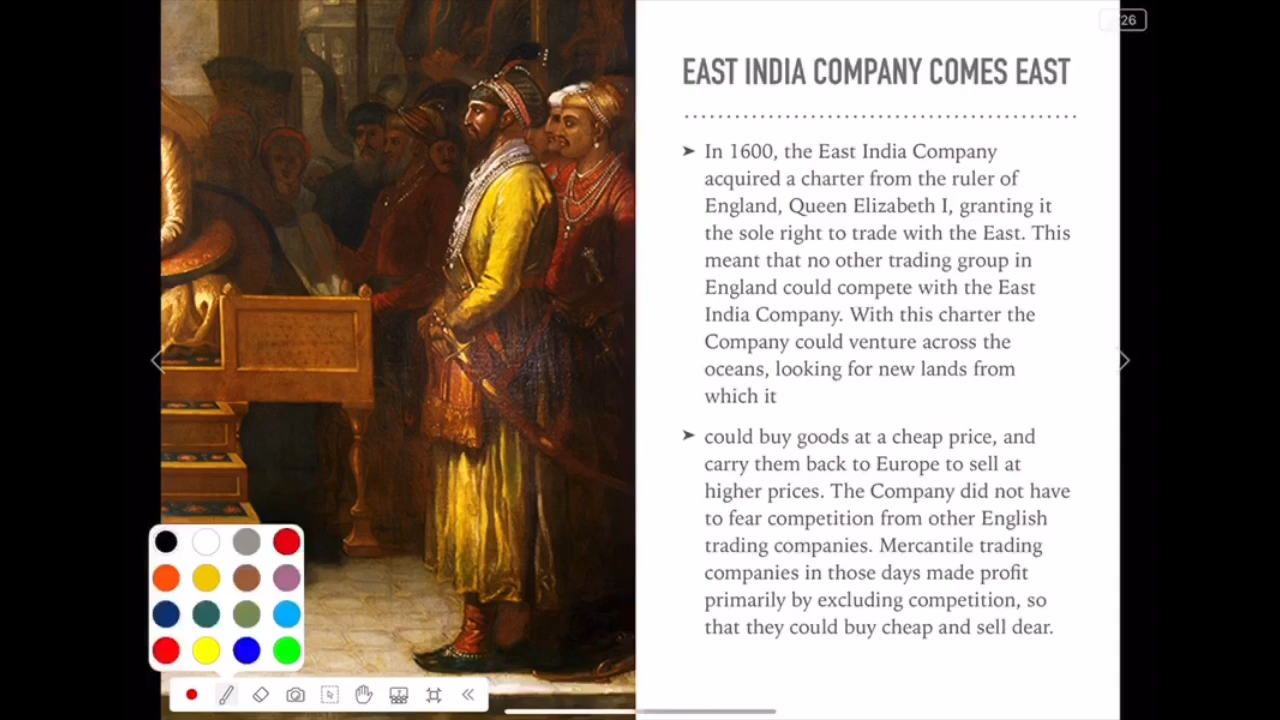 26
EAST INDIA COMPANY COMES EAST
➤ In 1600, the East India Company
acquired a charter from the ruler of
England, Queen Elizabeth I, granting it
the sole right to trade with the East. This
meant that no other trading group in
England could compete with the East
India Company. With this charter the
Company could venture across the
oceans, looking for new lands from
which it
➤ could buy goods at a cheap price, and
carry them back to Europe to sell at
higher prices. The Company did not have
to fear competition from other English
trading companies. Mercantile trading
companies in those days made profit
primarily by excluding competition, so
that they could buy cheap and sell dear.